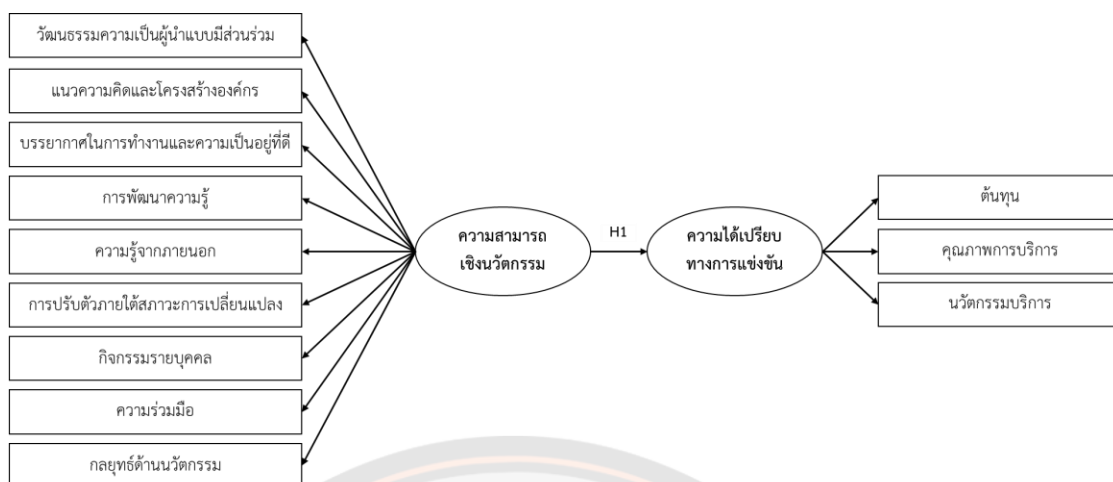 วัฒนธรรมความเป็นผู้นำแบบมีส่วนร่วม
แนวความคิดและโครงสร้างองค์กร
บรรยากาศในการทำงานและความเป็นอยู่ที่ดี
การพัฒนาความรู้
ความรู้จากภายนอก
การปรับตัวภายใต้สภาวะการเปลี่ยนแปลง
กิจกรรมรายบุคคล
ความร่วมมือ
กลยุทธ์ด้านนวัตกรรม
ความสามารถ
เชิงนวัตกรรม
H1
ความได้เปรียบ
ทางการแข่งขัน
ต้นทุน
คุณภาพการบริการ
นวัตกรรมบริการ